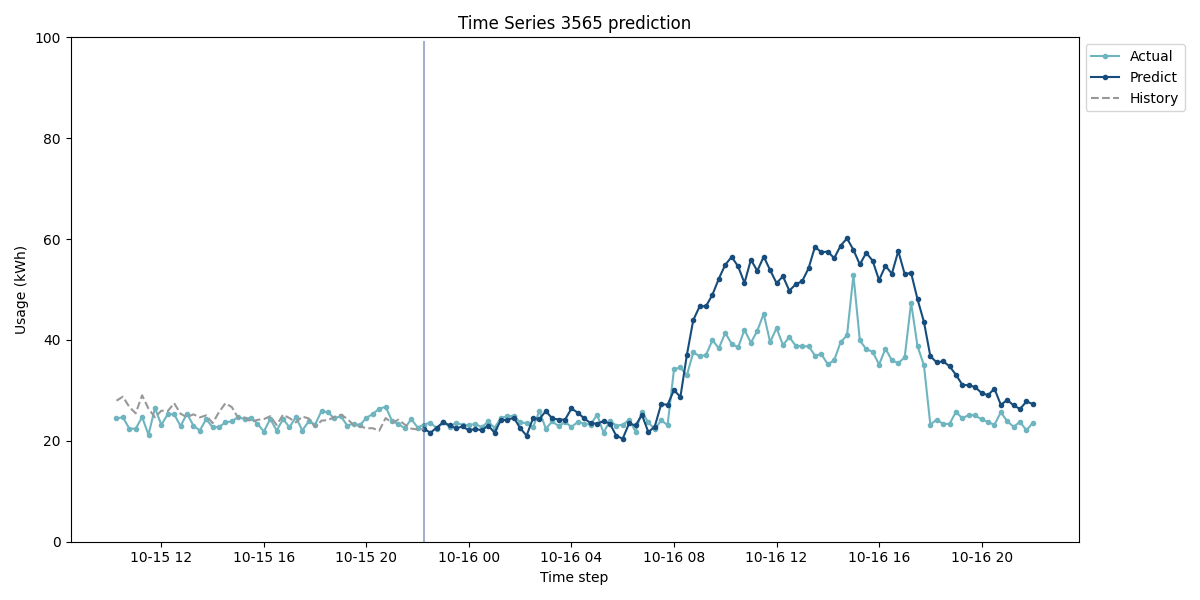 Time Series 3565 prediction
100
80
60
40
20
0
Usage (kWh)
10-15 12
10-15 16
10-15 20
10-16 00
10-16 04
10-16 08
10-16 12
10-16 16
10-16 20
Time step
Actual
Predict
History